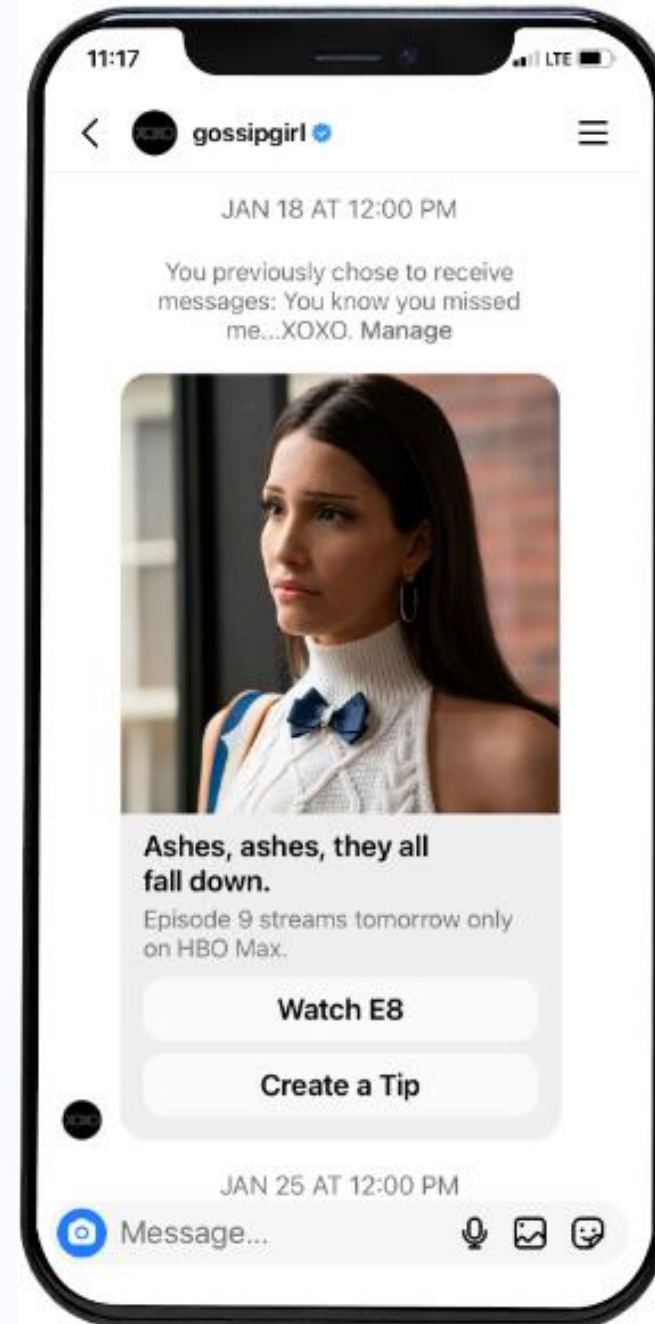 11:17
LTE
XOXO gossipgirl
JAN 18 AT 12:00 PM
You previously chose to receive
messages: You know you missed
me...XOXO. Manage
Ashes, ashes, they all
fall down.
Episode 9 streams tomorrow only
on HBO Max.
Watch E8
Create a Tip
XOXO
JAN 25 AT 12:00 PM
Message...